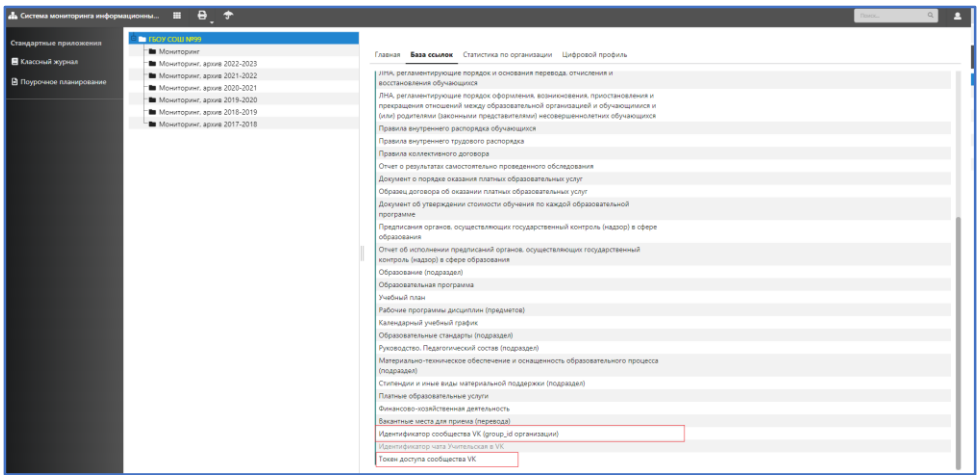 Система мониторинга информационны...
Поиск...
Стандартные приложения
Классный журнал
Поурочное планирование
ГБОУ СОШ №99
Мониторинг
Мониторинг, архив 2022-2023
Мониторинг, архив 2021-2022
Мониторинг, архив 2020-2021
Мониторинг, архив 2019-2020
Мониторинг, архив 2018-2019
Мониторинг, архив 2017-2018
Главная База ссылок Статистика по организации Цифровой профиль
ЛНА, регламентирующие порядок и основания перевода, отчисления и
восстановления обучающихся
ЛНА, регламентирующие порядок оформления, возникновения, приостановления и
прекращения отношений между образовательной организацией и обучающимися и
(или) родителями (законными представителями) несовершеннолетних обучающихся
Правила внутреннего распорядка обучающихся
Правила внутреннего трудового распорядка
Правила коллективного договора
Отчет о результатах самостоятельно проведенного обследования
Документ о порядке оказания платных образовательных услуг
Образец договора об оказании платных образовательных услуг
Документ об утверждении стоимости обучения по каждой образовательной
программе
Предписания органов, осуществляющих государственный контроль (надзор) в сфере
образования
Отчет об исполнении предписаний органов, осуществляющих государственный
контроль (надзор) в сфере образования
Образование (подраздел)
Образовательная программа
Учебный план
Рабочие программы дисциплин (предметов)
Календарный учебный график
Образовательные стандарты (подраздел)
Руководство. Педагогический состав (подраздел)
Материально-техническое обеспечение и оснащенность образовательного процесса
(подраздел)
Стипендии и иные виды материальной поддержки (подраздел)
Платные образовательные услуги
Финансово-хозяйственная деятельность
Вакантные места для приема (перевода)
Идентификатор сообщества VK (group_id организации)
Идентификатор чата Учительская в VK
Токен доступа сообщества VK